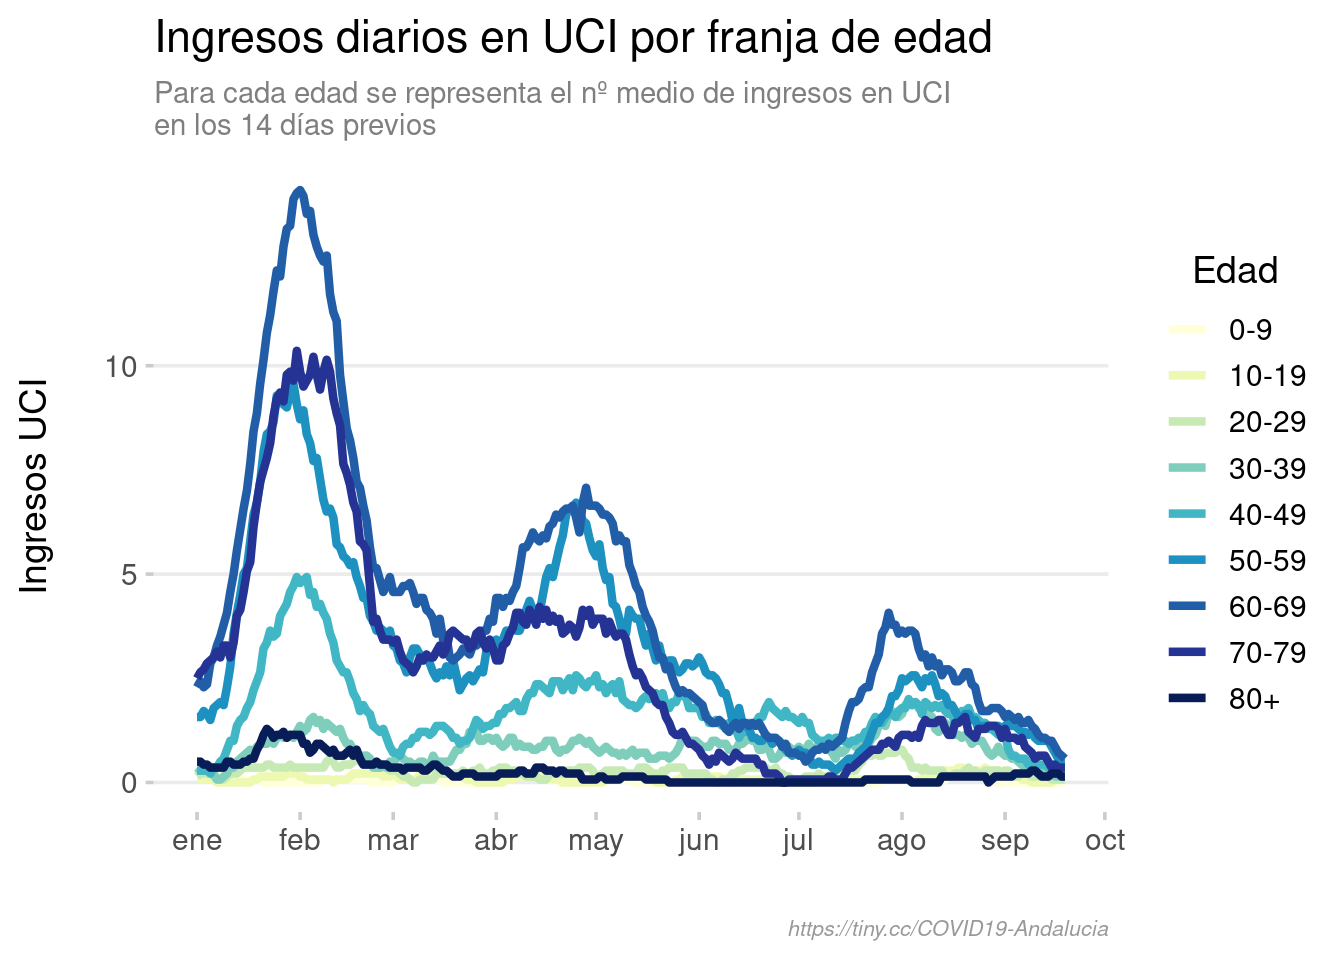 Ingresos diarios en UCI por franja de edad
Para cada edad se representa el nº medio de ingresos en UCI
en los 14 días previos
Ingresos UCI
10
5
0
ene
feb
mar
abr
may
jun
jul
ago
sep
oct
Edad
0-9
10-19
20-29
30-39
40-49
50-59
60-69
70-79
80+
https://tiny.cc/COVID19-Andalucia